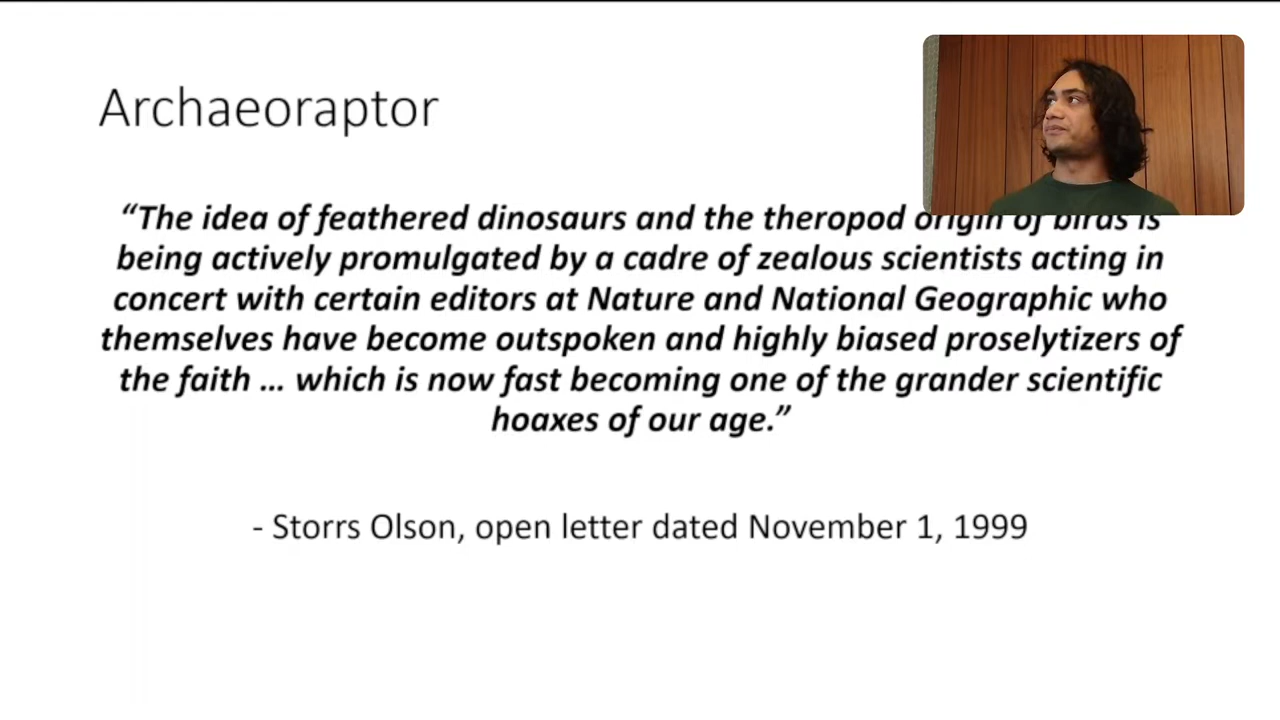 Archaeoraptor
“The idea of feathered dinosaurs and the theropod origin of birds is
being actively promulgated by a cadre of zealous scientists acting in
concert with certain editors at Nature and National Geographic who
themselves have become outspoken and highly biased proselytizers of
the faith … which is now fast becoming one of the grander scientific
hoaxes of our age.”
- Storrs Olson, open letter dated November 1, 1999